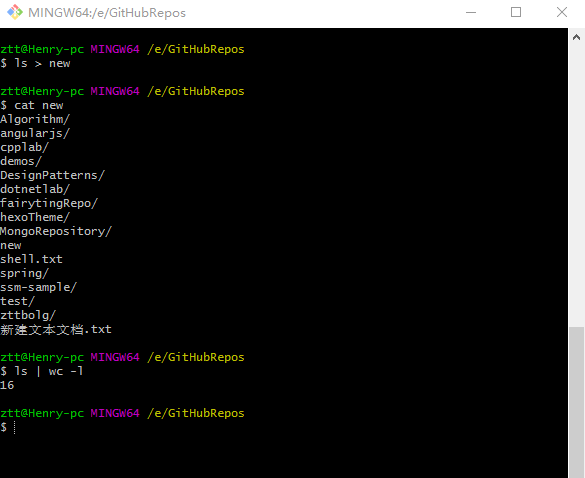 MINGW64:/e/GitHubRepos
ztt@Henry-pc MINGW64 /e/GitHubRepos
$ ls > new
ztt@Henry-pc MINGW64 /e/GitHubRepos
$ cat new
Algorithm/
angularjs/
cpplab/
demos/
DesignPatterns/
dotnetlab/
fairytingRepo/
hexoTheme/
MongoRepository/
new
shell.txt
spring/
ssm-sample/
test/
zttbolg/
新建文本文档.txt
ztt@Henry-pc MINGW64 /e/GitHubRepos
$ ls | wc -l
16
ztt@Henry-pc MINGW64 /e/GitHubRepos
$